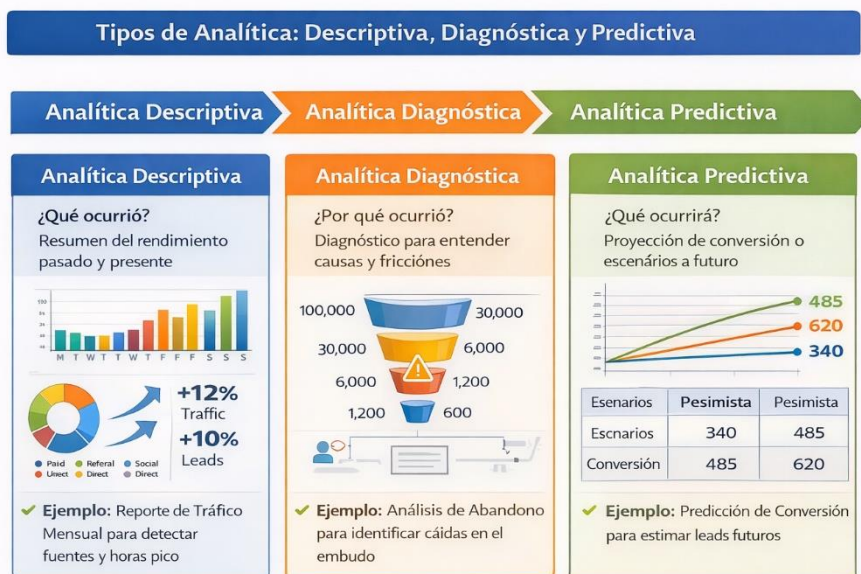 Tipos de Analítica: Descriptiva, Diagnóstica y Predictiva
Analítica Descriptiva
Analítica Diagnóstica
Analítica Predictiva
Analítica Descriptiva
¿Qué ocurrió?
Resumen del rendimiento
pasado y presente
M T W T T W T F F F S S S
+12%
Traffic
+10%
Leads
Paid Referal Social
Unect Direct Direct
Ejemplo: Reporte de Tráfico
Mensual para detectar
fuentes y horas pico
Analítica Diagnóstica
¿Por qué ocurrió?
Diagnóstico para entender
causas y fricciónes
100,000 30,000
30,000 6,000
6,000 1,200
1,200 600
Ejemplo: Análisis de Abandono
para identificar cáidas en el
embudo
Analítica Predictiva
¿Qué ocurrirá?
Proyección de conversión o
escenários a futuro
485
620
340
Esenarios Pesimista Pesimista
Escnarios 340 485
Conversión 485 620
Ejemplo: Predicción de Conversión
para estimar leads futuros